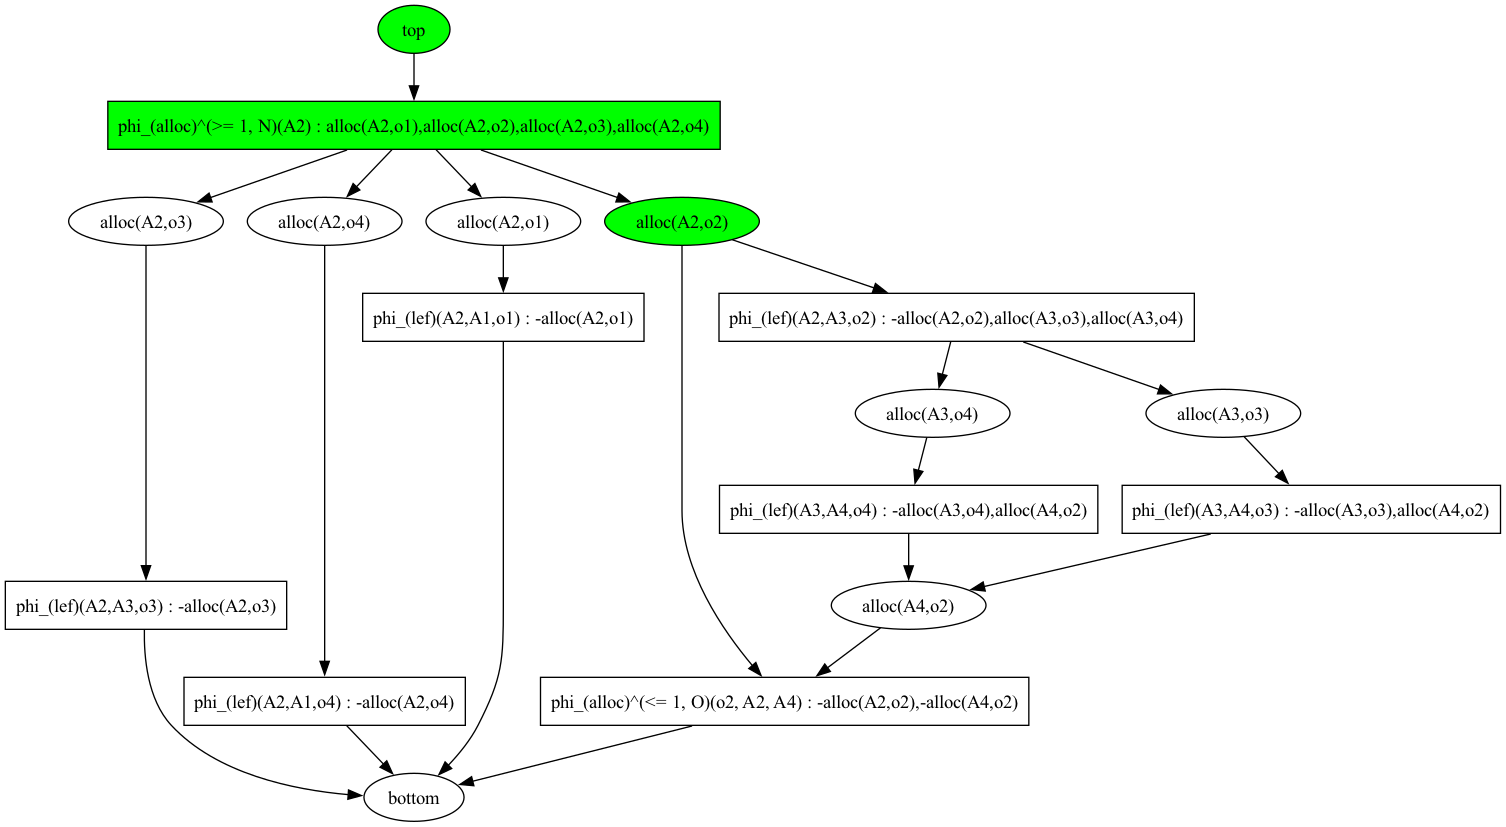 top
phi_(alloc)^(>= 1, N)(A2) : alloc(A2,o1),alloc(A2,o2),alloc(A2,o3),alloc(A2,o4)
alloc(A2,o3)
alloc(A2,o4)
alloc(A2,o1)
alloc(A2,o2)
phi_(lef)(A2,A1,o1) : -alloc(A2,o1)
phi_(lef)(A2,A3,o2) : -alloc(A2,o2),alloc(A3,o3),alloc(A3,o4)
alloc(A3,o4)
alloc(A3,o3)
phi_(lef)(A3,A4,o4) : -alloc(A3,o4),alloc(A4,o2)
phi_(lef)(A3,A4,o3) : -alloc(A3,o3),alloc(A4,o2)
phi_(lef)(A2,A3,o3) : -alloc(A2,o3)
alloc(A4,o2)
phi_(lef)(A2,A1,o4) : -alloc(A2,o4)
phi_(alloc)^(<= 1, O)(o2, A2, A4) : -alloc(A2,o2),-alloc(A4,o2)
bottom